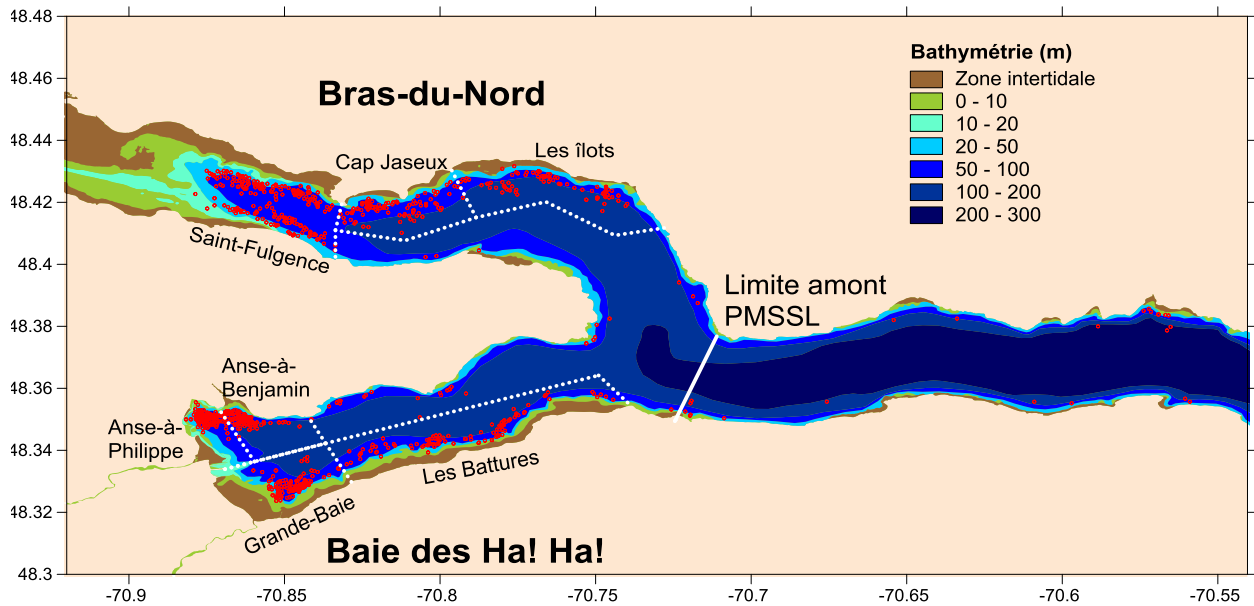 48.48
48.46
48.44
48.42
48.4
48.38
48.36
48.34
48.32
48.3
Bras-du-Nord
Cap Jaseux
Les îlots
Saint-Fulgence
Bathymétrie (m)
Zone intertidale
0 - 10
10 - 20
20 - 50
50 - 100
100 - 200
200 - 300
Limite amont
PMSSL
Anse-à-
Benjamin
Anse-à-
Philippe
Les Battures
Grande-Baie
Baie des Ha! Ha!
-70.9
-70.85
-70.8
-70.75
-70.7
-70.65
-70.6
-70.55